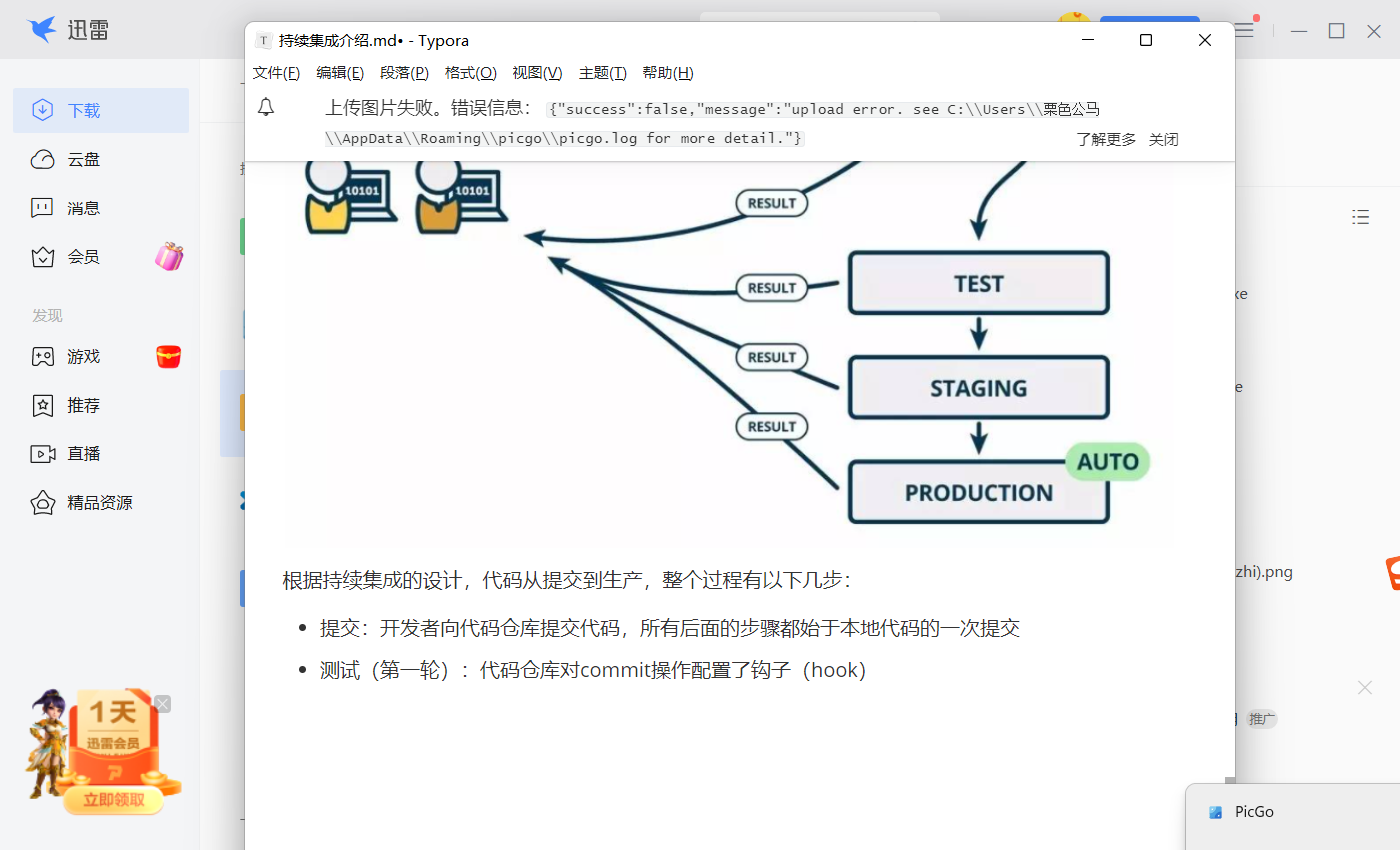 迅雷
下载
云盘
消息
会员
发现
游戏
推荐
直播
精品资源
1天
迅雷会员
立即领取
持续集成介绍.md• - Typora
文件(F) 编辑(E) 段落(P) 格式(O) 视图(V) 主题(T) 帮助(H)
上传图片失败。错误信息： {"success":false,"message":"upload error. see C:\\Users\\栗色公马
\\AppData\\Roaming\\picgo\\picgo.log for more detail."}
了解更多 关闭
10101 10101
RESULT
RESULT
TEST
RESULT
STAGING
RESULT
AUTO
PRODUCTION
根据持续集成的设计，代码从提交到生产，整个过程有以下几步：
提交：开发者向代码仓库提交代码，所有后面的步骤都始于本地代码的一次提交
测试（第一轮）：代码仓库对commit操作配置了钩子（hook）
zhi).png
推广
PicGo